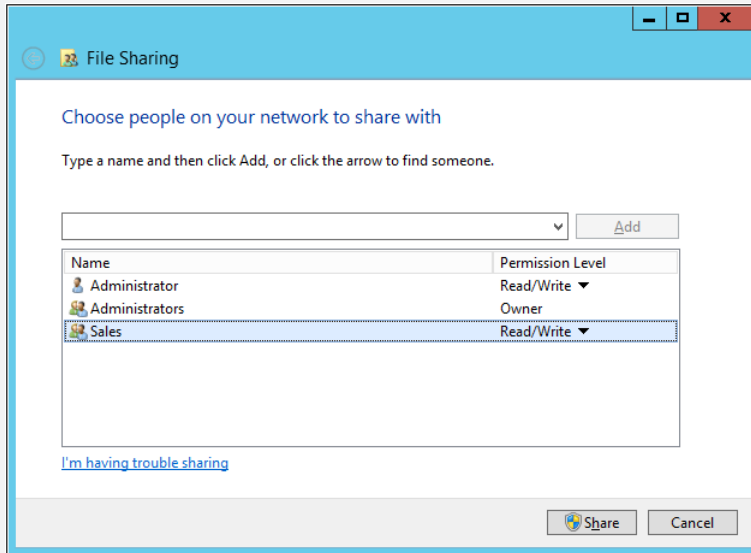 File Sharing
Choose people on your network to share with
Type a name and then click Add, or click the arrow to find someone.
Add
Name Permission Level
Administrator Read/Write
Administrators Owner
Sales Read/Write
I'm having trouble sharing
Share Cancel